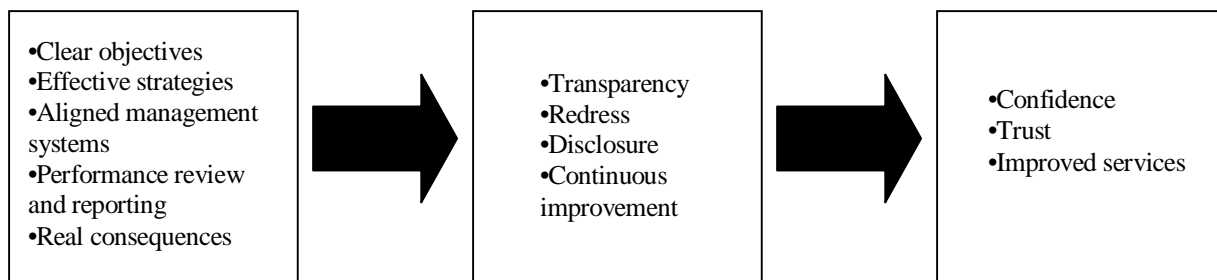 •Clear objectives
•Effective strategies
•Aligned management
systems
•Performance review
and reporting
•Real consequences
•Transparency
•Redress
•Disclosure
•Continuous
improvement
•Confidence
•Trust
•Improved services